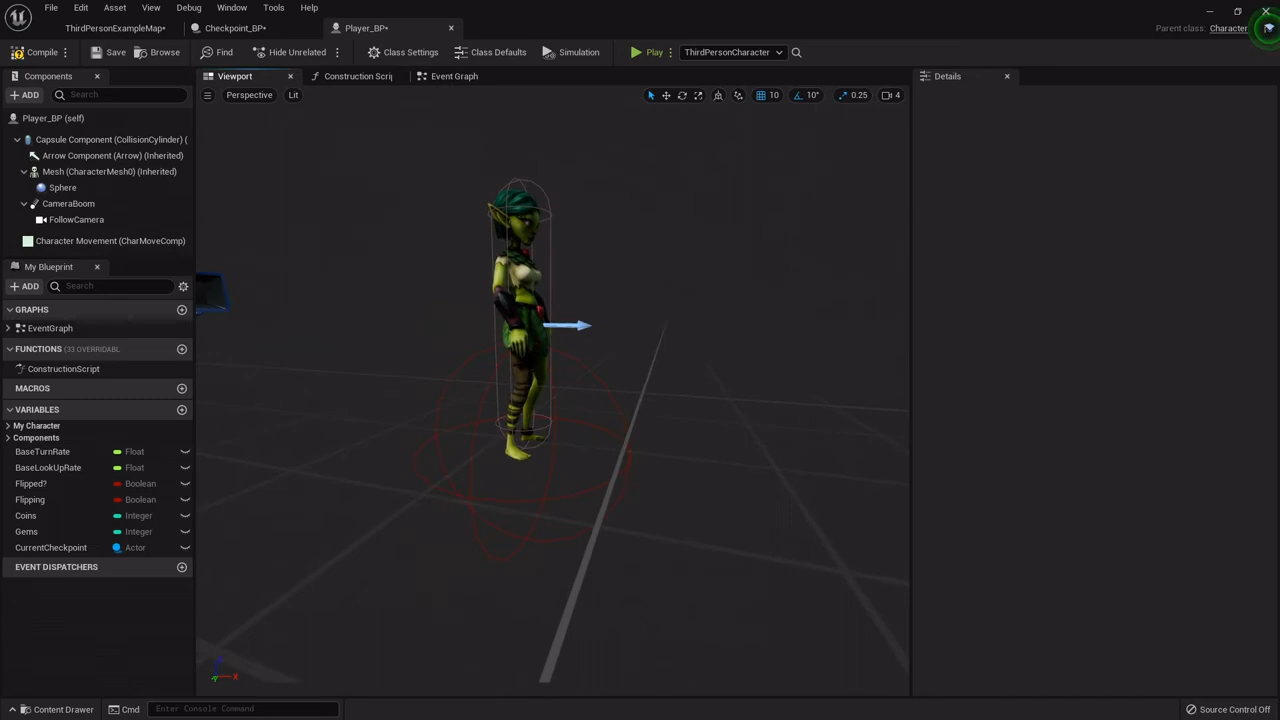 File Edit Asset View Debug Window Tools Help
ThirdPersonExampleMap* Checkpoint_BP* Player_BP* Parent class: Character
Compile Save Browse Find Hide Unrelated Class Settings Class Defaults Simulation Play ThirdPersonCharacter
Components Viewport Construction Scrip Event Graph Details
ADD Search Perspective Lit 10 10° 0.25 4
Player_BP (self)
Capsule Component (CollisionCylinder) (
Arrow Component (Arrow) (Inherited)
Mesh (CharacterMesh0) (Inherited)
Sphere
CameraBoom
FollowCamera
Character Movement (CharMoveComp)
My Blueprint
ADD Search
GRAPHS
EventGraph
FUNCTIONS (33 OVERRIDABL
ConstructionScript
MACROS
VARIABLES
My Character
Components
BaseTurnRate Float
BaseLookUpRate Float
Flipped? Boolean
Flipping Boolean
Coins Integer
Gems Integer
CurrentCheckpoint Actor
EVENT DISPATCHERS
Content Drawer Cmd Enter Console Command Source Control Off